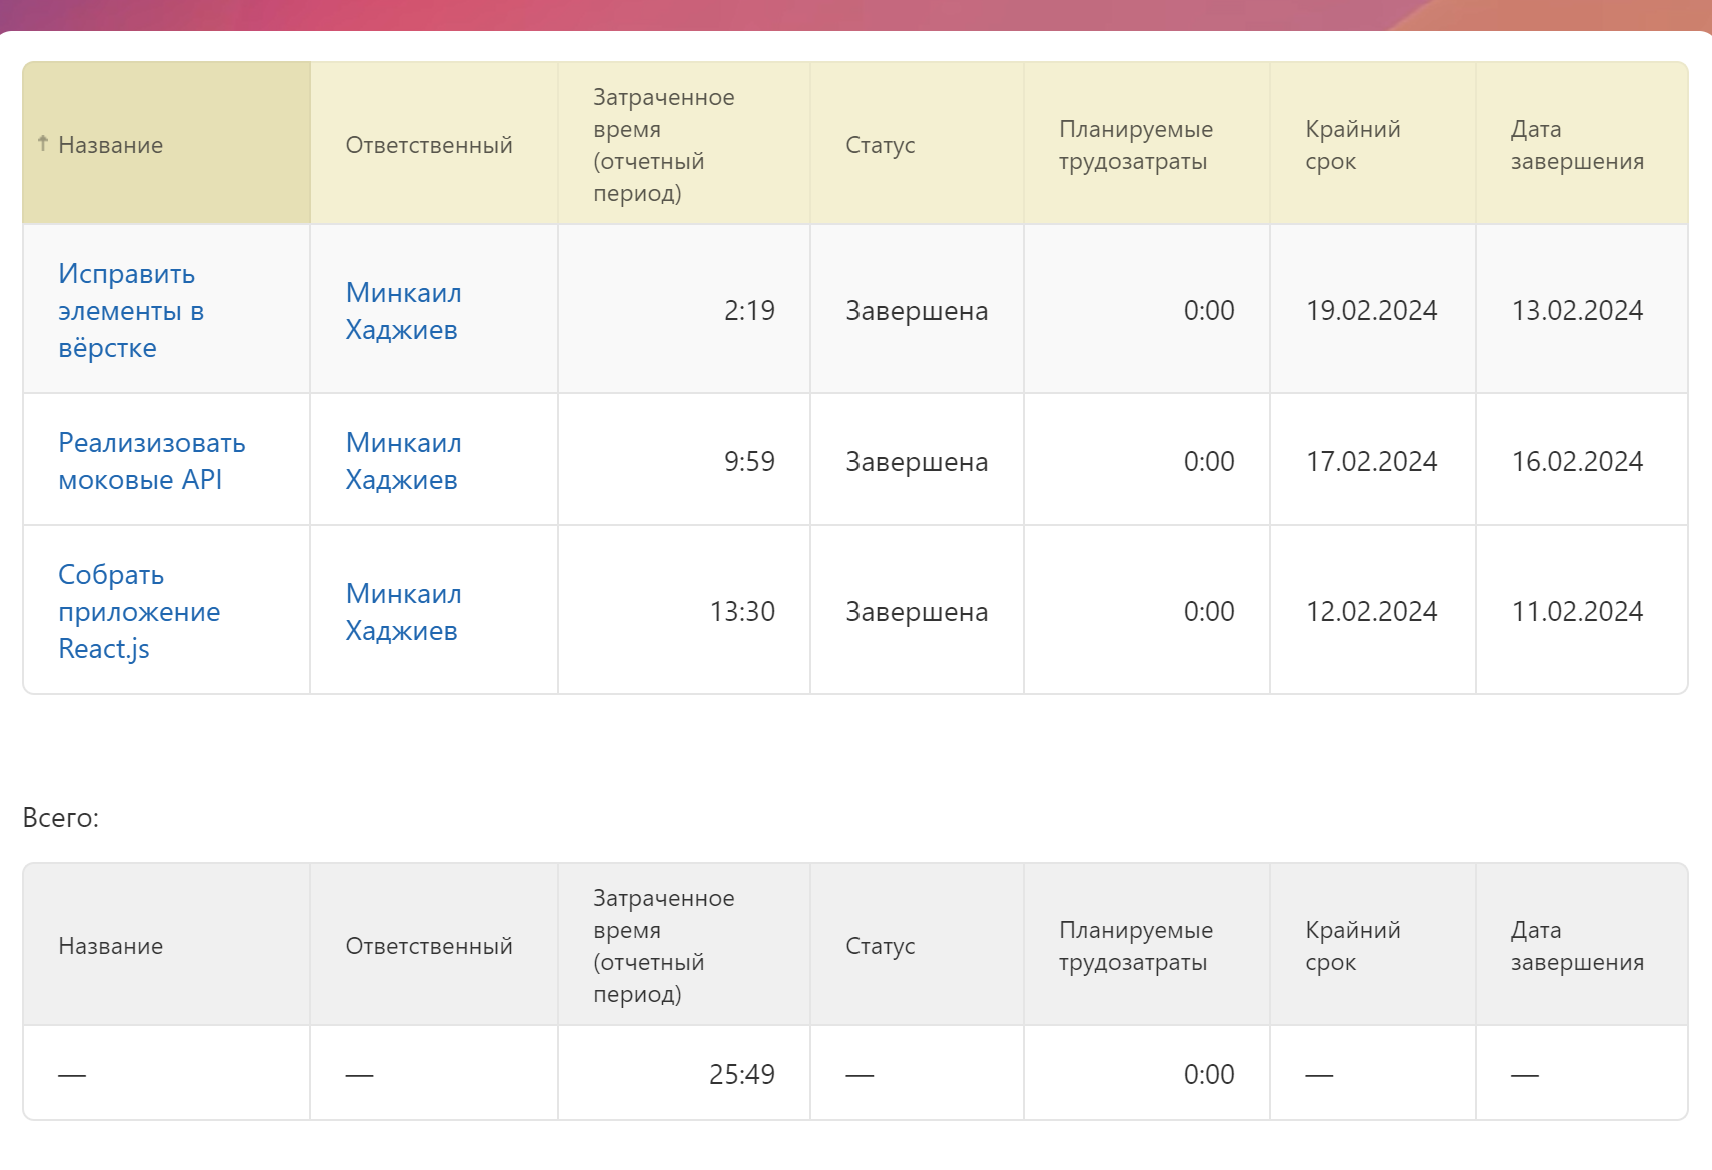 Название
Ответственный
Затраченное
время
(отчетный
период)
Статус
Планируемые
трудозатраты
Крайний
срок
Дата
завершения
Исправить
элементы в
вёрстке
Минкаил
Хаджиев
2:19
Завершена
0:00
19.02.2024
13.02.2024
Реализизовать
моковые API
Минкаил
Хаджиев
9:59
Завершена
0:00
17.02.2024
16.02.2024
Собрать
приложение
React.js
Минкаил
Хаджиев
13:30
Завершена
0:00
12.02.2024
11.02.2024
Всего:
Название
Ответственный
Затраченное
время
(отчетный
период)
Статус
Планируемые
трудозатраты
Крайний
срок
Дата
завершения
—
—
25:49
—
0:00
—
—